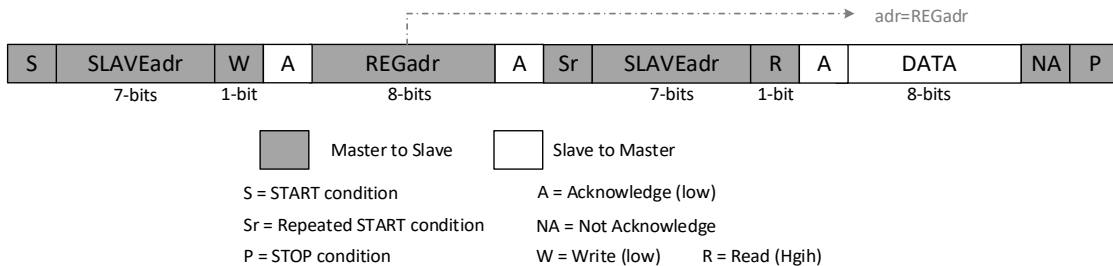 adr=REGadr
S SLAVEadr W A REGadr A Sr SLAVEadr R A DATA NA P
7-bits 1-bit 8-bits 7-bits 1-bit 8-bits
Master to Slave Slave to Master
S = START condition A = Acknowledge (low)
Sr = Repeated START condition NA = Not Acknowledge
P = STOP condition W = Write (low) R = Read (Hgih)